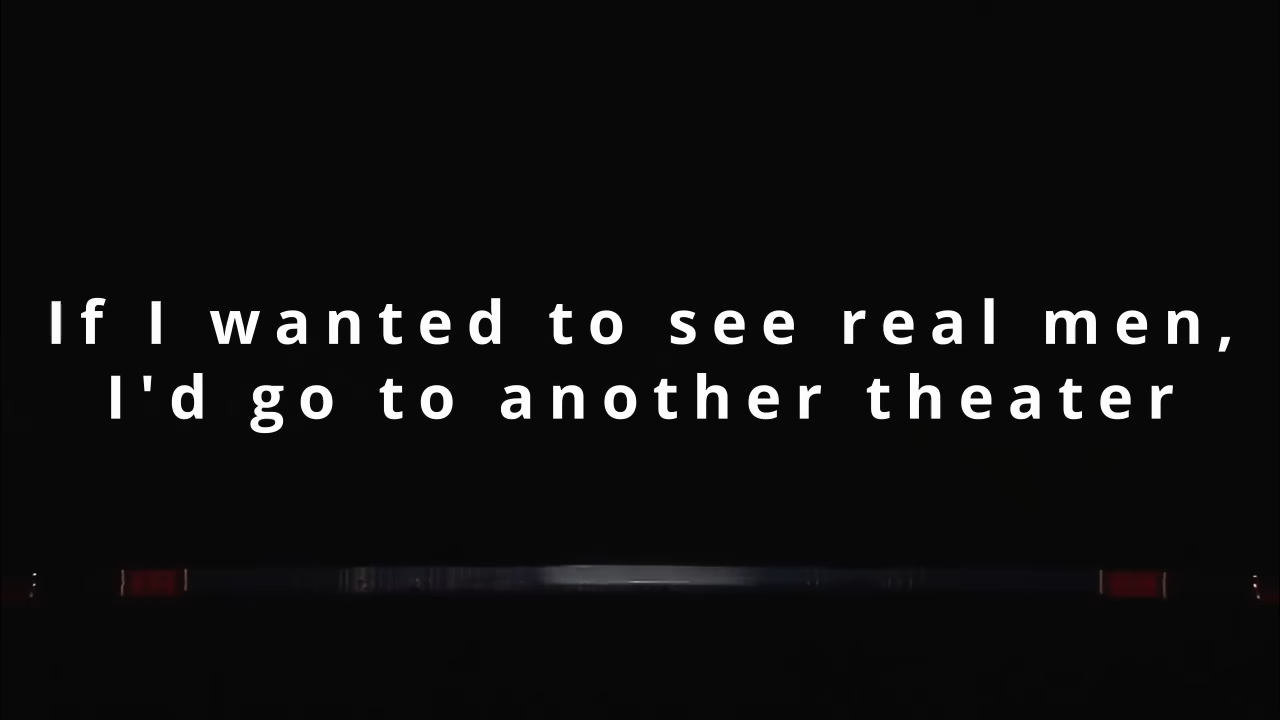 If I wanted to see real men,
I'd go to another theater